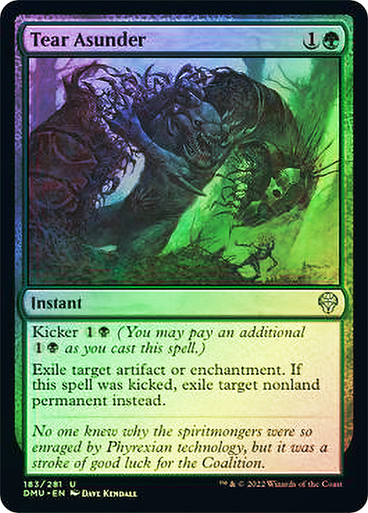 Tear Asunder 1
Instant
Kicker 1 (You may pay an additional
1 as you cast this spell.)
Exile target artifact or enchantment. If
this spell was kicked, exile target nonland
permanent instead.
No one knew why the spiritmongers were so
enraged by Phyrexian technology, but it was a
stroke of good luck for the Coalition.
183/281 U
DMU • EN Dave Kendall
™ & © 2022 Wizards of the Coast